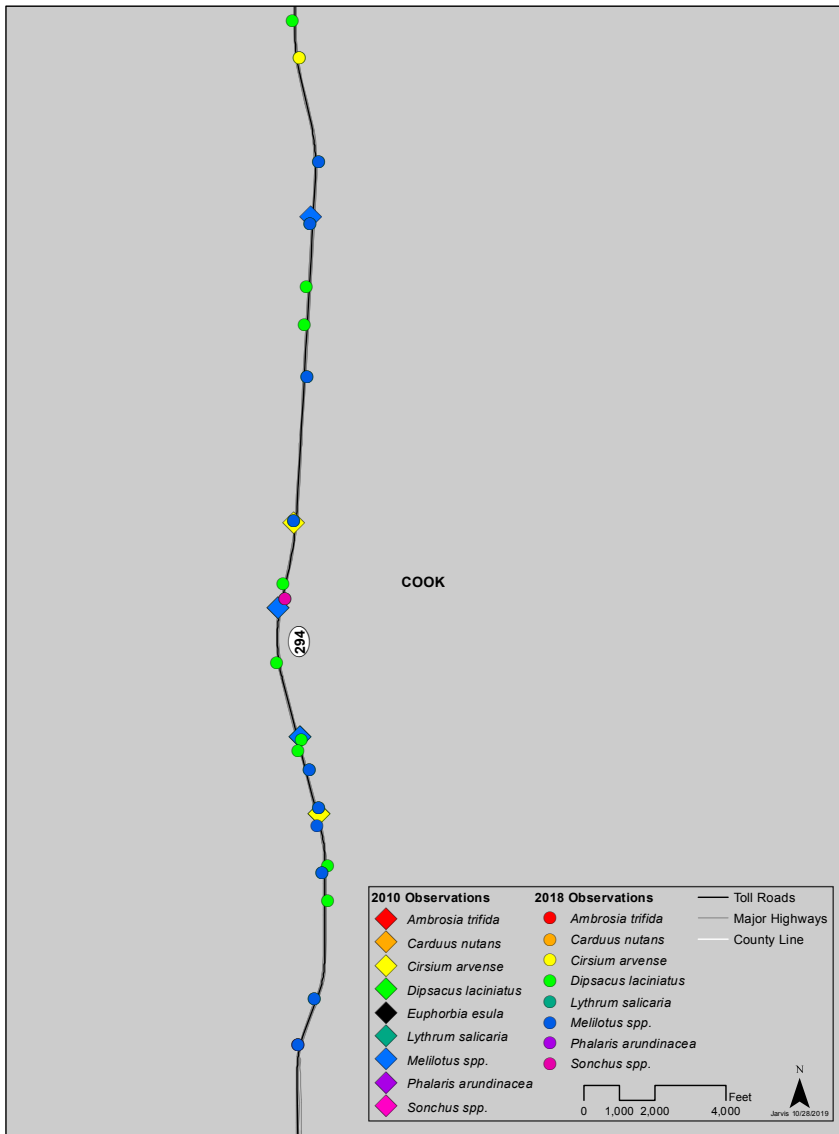 COOK
294
2010 Observations
Ambrosia trifida
Carduus nutans
Cirsium arvense
Dipsacus laciniatus
Euphorbia esula
Lythrum salicaria
Melilotus spp.
Phalaris arundinacea
Sonchus spp.
2018 Observations
Ambrosia trifida
Carduus nutans
Cirsium arvense
Dipsacus laciniatus
Lythrum salicaria
Melilotus spp.
Phalaris arundinacea
Sonchus spp.
Toll Roads
Major Highways
County Line
Feet
0 1,000 2,000 4,000
N
Jarvis 10/28/2019